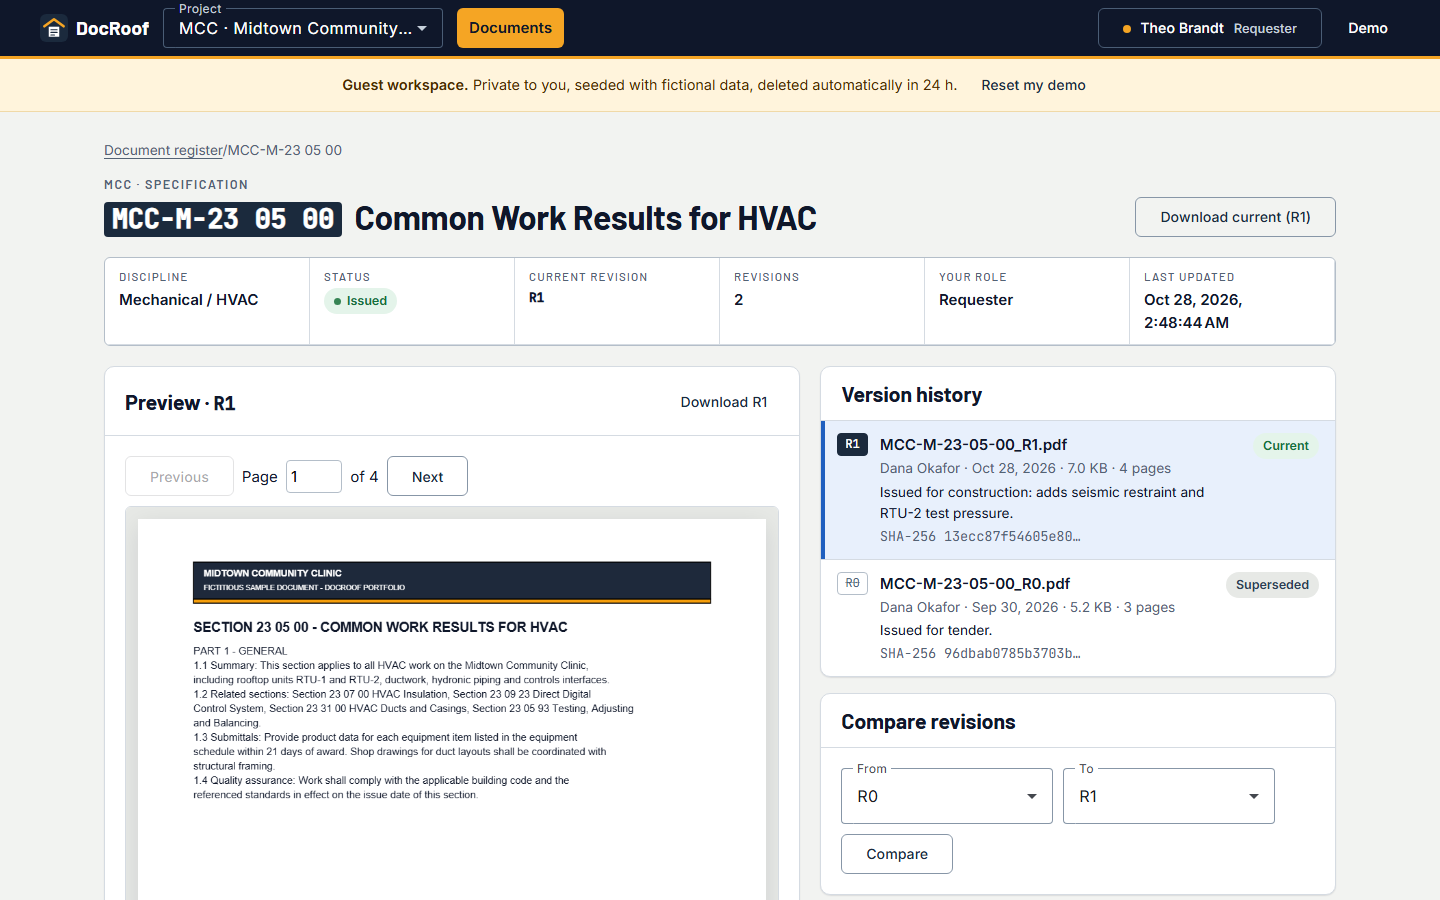 DocRoof
Project
MCC · Midtown Community...
Documents
Theo Brandt Requester
Demo
Guest workspace. Private to you, seeded with fictional data, deleted automatically in 24 h.
Reset my demo
Document register/MCC-M-23 05 00
MCC · SPECIFICATION
MCC-M-23 05 00 Common Work Results for HVAC
Download current (R1)
DISCIPLINE
Mechanical / HVAC
STATUS
Issued
CURRENT REVISION
R1
REVISIONS
2
YOUR ROLE
Requester
LAST UPDATED
Oct 28, 2026,
2:48:44 AM
Preview · R1
Download R1
Previous
Page
1
of 4
Next
MIDTOWN COMMUNITY CLINIC
FICTITIOUS SAMPLE DOCUMENT - DOCROOF PORTFOLIO
SECTION 23 05 00 - COMMON WORK RESULTS FOR HVAC
PART 1 - GENERAL
1.1 Summary: This section applies to all HVAC work on the Midtown Community Clinic,
including rooftop units RTU-1 and RTU-2, ductwork, hydronic piping and controls interfaces.
1.2 Related sections: Section 23 07 00 HVAC Insulation, Section 23 09 23 Direct Digital
Control System, Section 23 31 00 HVAC Ducts and Casings, Section 23 05 93 Testing, Adjusting
and Balancing.
1.3 Submittals: Provide product data for each equipment item listed in the equipment
schedule within 21 days of award. Shop drawings for duct layouts shall be coordinated with
structural framing.
1.4 Quality assurance: Work shall comply with the applicable building code and the
referenced standards in effect on the issue date of this section.
Version history
R1
MCC-M-23-05-00_R1.pdf
Current
Dana Okafor · Oct 28, 2026 · 7.0 KB · 4 pages
Issued for construction: adds seismic restraint and
RTU-2 test pressure.
SHA-256 13ecc87f54605e80…
R0
MCC-M-23-05-00_R0.pdf
Superseded
Dana Okafor · Sep 30, 2026 · 5.2 KB · 3 pages
Issued for tender.
SHA-256 96dbab0785b3703b…
Compare revisions
From
R0
To
R1
Compare